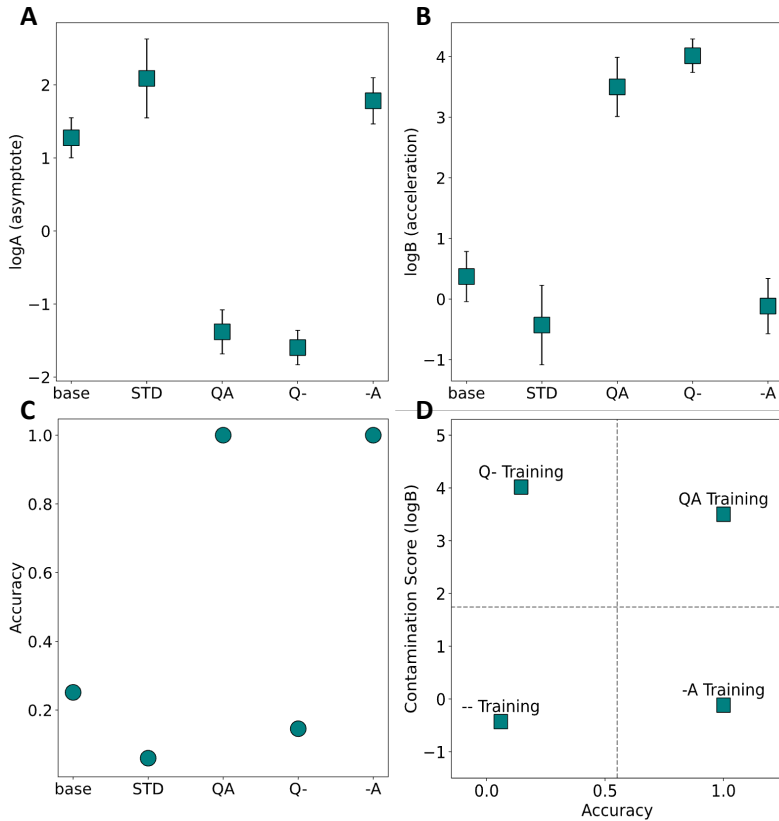 A
logA (asymptote)
2
1
0
−1
−2
base STD QA Q- -A
B
logB (acceleration)
4
3
2
1
0
−1
base STD QA Q- -A
C
Accuracy
1.0
0.8
0.6
0.4
0.2
base STD QA Q- -A
D
Contamination Score (logB)
5
4
3
2
1
0
−1
Q- Training
QA Training
-- Training
-A Training
0.0 0.5 1.0
Accuracy